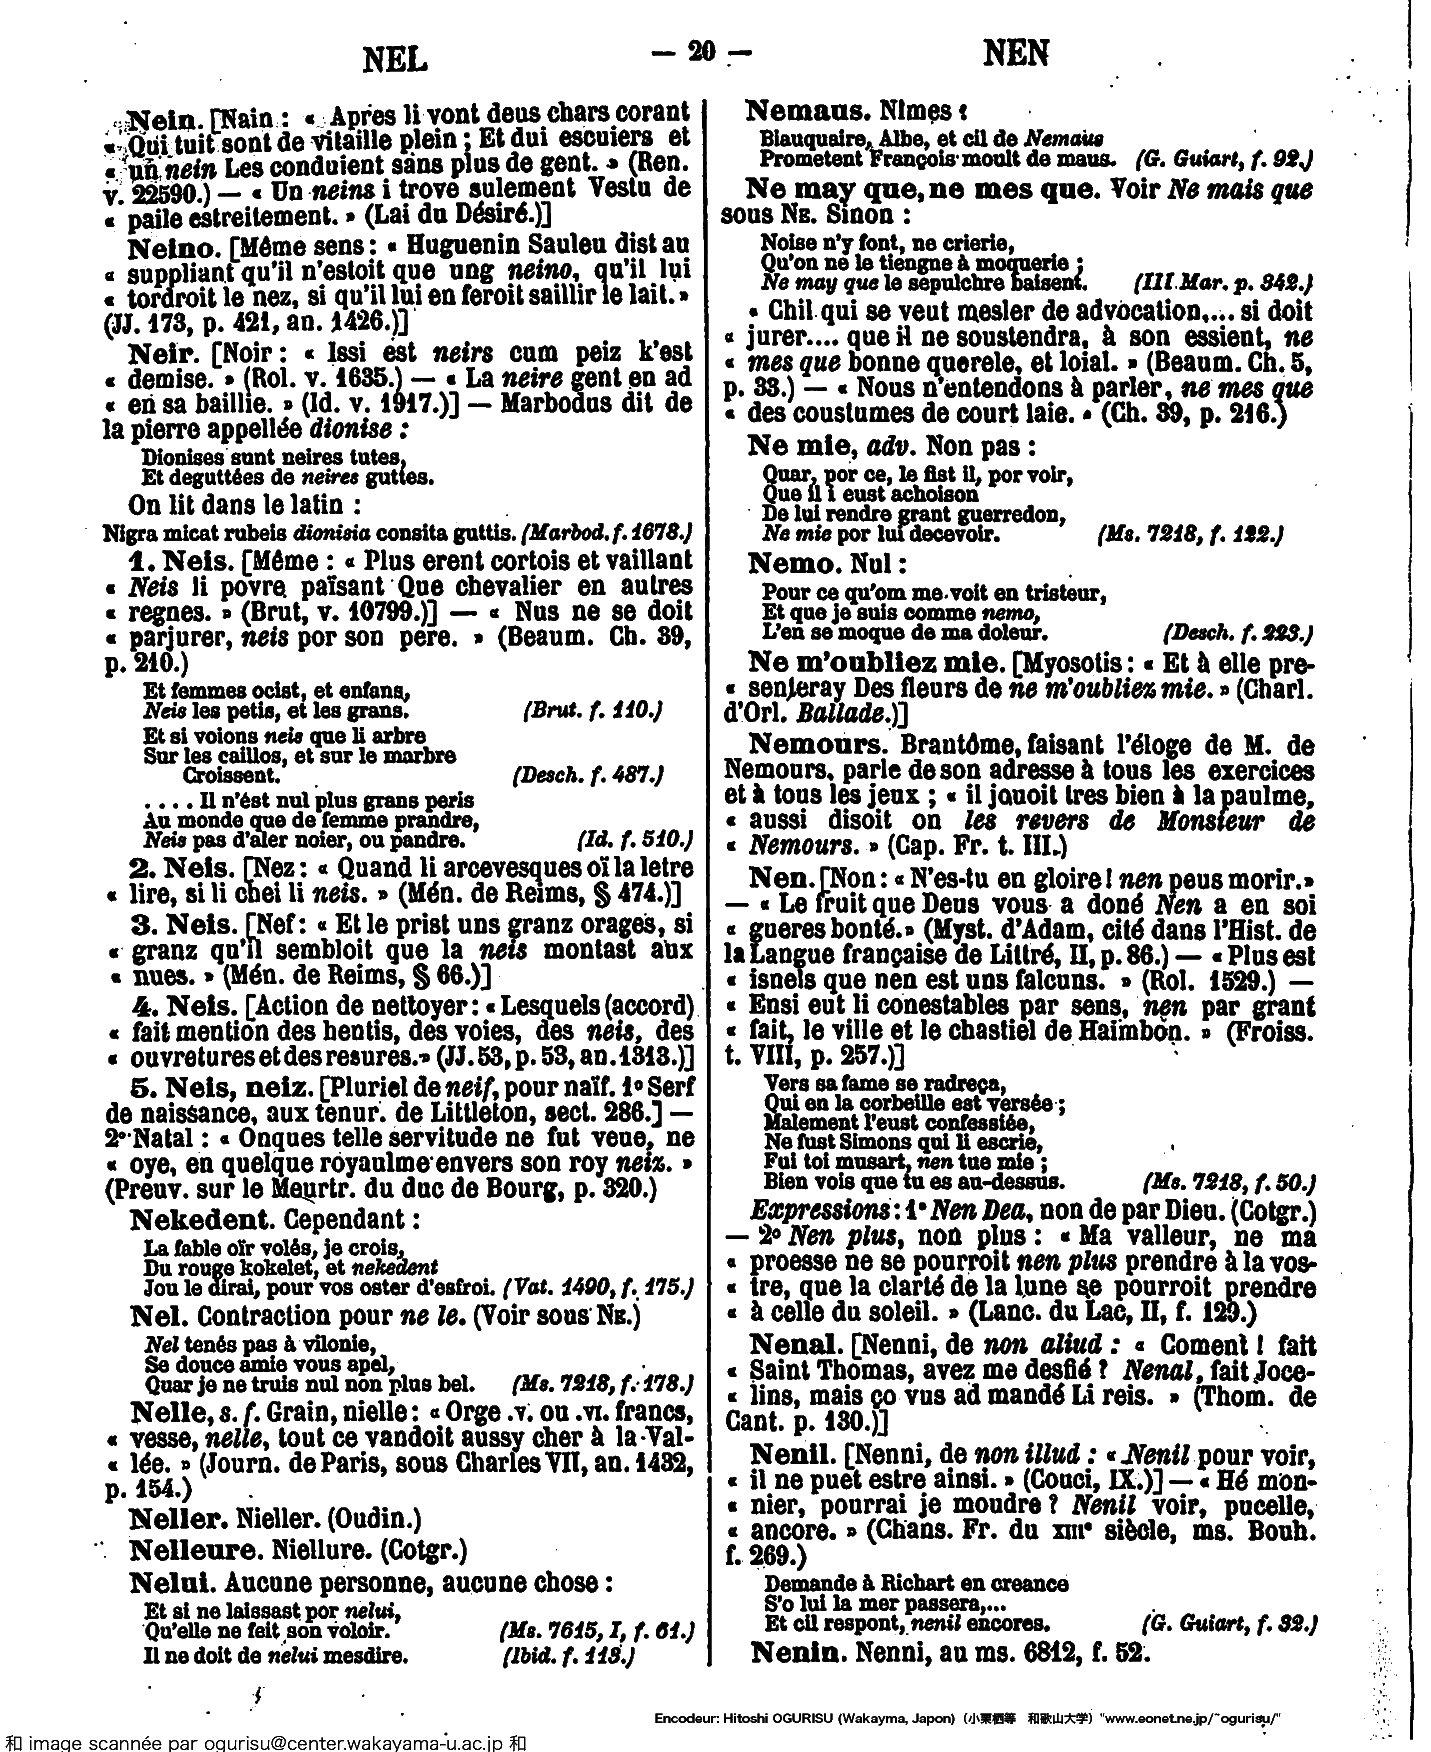 NEL
— 20 —
NEN
Nein. [Nain : « Apries li vont deus chars corant
« Qui tuit sont de vitaille plein ; Et dui escuiers et
« un nein Les conduient sans plus de gent. » (Ren.
v. 22590.) — « Un neins i trove sulement Vestu de
« paile estreitement. » (Lai du Désiré.)]
Neino. [Même sens : « Huguenin Sauleu dist au
« suppliant qu'il n'estoit que ung neino, qu'il lui
« tordroit le nez, si qu'il lui en feroit saillir le lait. »
(JJ. 173, p. 421, an. 1426.)]
Neir. [Noir : « Issi est neirs cum peiz k'est
« demise. » (Rol. v. 1635.) — « La neire gent en ad
« en sa baillie. » (Id. v. 1917.)] — Marbodus dit de
la pierre appellée dionise :
Dionises sunt neires tutes,
Et deguttées de neires guttes.
On lit dans le latin :
Nigra micat rubeis dionisia consita guttis. (Marbod. f. 1678.)
1. Neis. [Même : « Plus erent cortois et vaillant
« Neis li povre païsant Que chevalier en autres
« regnes. » (Brut, v. 10799.)] — « Nus ne se doit
« parjurer, neis por son pere. » (Beaum. Ch. 39,
p. 210.)
Et femmes ocist, et enfans,
Neis les petis, et les grans. (Brut. f. 110.)
Et si voions neis que li arbre
Sur les caillos, et sur le marbre
Croissent. (Desch. f. 487.)
.... Il n'ést nul plus grans peris
Au monde que de femme prandre,
Neis pas d'aler noier, ou pandre. (Id. f. 510.)
2. Neis. [Nez : « Quand li arcevesques oï la letre
« lire, si li chei li neis. » (Mén. de Reims, § 474.)]
3. Neis. [Nef : « Et le prist uns granz orages, si
« granz qu'il sembloit que la neis montast aux
« nues. » (Mén. de Reims, § 66.)]
4. Neis. [Action de nettoyer : « Lesquels (accord)
« fait mention des hentis, des voies, des neis, des
« ouvretures et des resures.» (JJ. 53, p. 53, an. 1313.)]
5. Neis, neiz. [Pluriel de neif, pour naïf. 1º Serf
de naissance, aux tenur. de Littleton, sect. 286.] —
2º Natal : « Onques telle servitude ne fut veue, ne
« oye, en quelque royaulme envers son roy neiz. »
(Preuv. sur le Meurtr. du duc de Bourg, p. 320.)
Nekedent. Cependant :
La fable oïr volés, je crois,
Du rouge kokelet, et nekedent
Jou le dirai, pour vos oster d'esfroi. (Vat. 1490, f. 175.)
Nel. Contraction pour ne le. (Voir sous NE.)
Nel tenés pas à vilonie,
Se douce amie vous apel,
Quar je ne truis nul non plus bel. (Ms. 7218, f. 178.)
Nelle, s. f. Grain, nielle : « Orge .v. ou .vi. francs,
« vesse, nelle, tout ce vandoit aussy cher à la Val-
« lée. » (Journ. de Paris, sous Charles VII, an. 1432,
p. 154.)
Neller. Nieller. (Oudin.)
Nelleure. Niellure. (Cotgr.)
Nelui. Aucune personne, aucune chose :
Et si ne laissast por nelui,
Qu'elle ne feit son voloir. (Ms. 7615, I, f. 61.)
Il ne doit de nelui mesdire. (Ibid. f. 113.)
Nemaus. Nimes :
Biauquaire, Albe, et cil de Nemaus
Prometent François moult de maus. (G. Guiart, f. 92.)
Ne may que, ne mes que. Voir Ne mais que
sous NE. Sinon :
Noise n'y font, ne crierie,
Qu'on ne le tiengne à moquerie ;
Ne may que le sepulchre baisent. (III Mar. p. 342.)
« Chil qui se veut mesler de advocation,... si doit
« jurer.... que il ne soustendra, à son essient, ne
« mes que bonne querele, et loial. » (Beaum. Ch. 5,
p. 33.) — « Nous n'entendons à parler, ne mes que
« des coustumes de court laie. » (Ch. 39, p. 216.)
Ne mie, adv. Non pas :
Quar, por ce, le fist il, por voir,
Que il i eust achoison
De lui rendre grant guerredon,
Ne mie por lui decevoir. (Ms. 7218, f. 122.)
Nemo. Nul :
Pour ce qu'om me voit en tristeur,
Et que je suis comme nemo,
L'en se moque de ma doleur. (Desch. f. 223.)
Ne m'oubliez mie. [Myosotis : « Et à elle pre-
« senteray Des fleurs de ne m'oubliez mie. » (Charl.
d'Orl. Ballade.)]
Nemours. Brantôme, faisant l'éloge de M. de
Nemours, parle de son adresse à tous les exercices
et à tous les jeux ; « il jouoit tres bien à la paulme,
« aussi disoit on les revers de Monsieur de
« Nemours. » (Cap. Fr. t. III.)
Nen. [Non : « N'es-tu en gloire ! nen peus morir.»
— « Le fruit que Deus vous a doné Nen a en soi
« gueres bonté.» (Myst. d'Adam, cité dans l'Hist. de
la Langue française de Littré, II, p. 86.) — « Plus est
« isnels que nen est uns falcuns. » (Rol. 1529.) —
« Ensi eut li conestables par sens, nen par grant
« fait, le ville et le chastiel de Haimbon. » (Froiss.
t. VIII, p. 257.)]
Vers sa fame se radreça,
Qui en la corbeille est versée ;
Malement l'eust confessiée,
Ne fust Simons qui li escrie,
Fui toi musart, nen tue mie ;
Bien vois que tu es au-dessus. (Ms. 7218, f. 50.)
Expressions : 1º Nen Dea, non de par Dieu. (Cotgr.)
— 2º Nen plus, non plus : « Ma valleur, ne ma
« proesse ne se pourroit nen plus prendre à la vos-
« tre, que la clarté de la lune se pourroit prendre
« à celle du soleil. » (Lanc. du Lac, II, f. 129.)
Nenal. [Nenni, de non aliud : « Coment ! fait
« Saint Thomas, avez me desfié ? Nenal, fait Joce-
« lins, mais ço vus ad mandé Li reis. » (Thom. de
Cant. p. 130.)]
Nenil. [Nenni, de non illud : « Nenil pour voir,
« il ne puet estre ainsi. » (Couci, IX.)] — « Hé mon-
« nier, pourrai je moudre ? Nenil voir, pucelle,
« ancore. » (Chans. Fr. du XIIIe siècle, ms. Bouh.
f. 269.)
Demande à Richart en creance
S'o lui la mer passera,...
Et cil respont, nenil encores. (G. Guiart, f. 32.)
Nenin. Nenni, au ms. 6812, f. 52.
Encodeur: Hitoshi OGURISU (Wakayma, Japon) (小栗栖等 和歌山大学) "www.eonet.ne.jp/~ogurisu/"
和 image scannée par ogurisu@center.wakayama-u.ac.jp 和